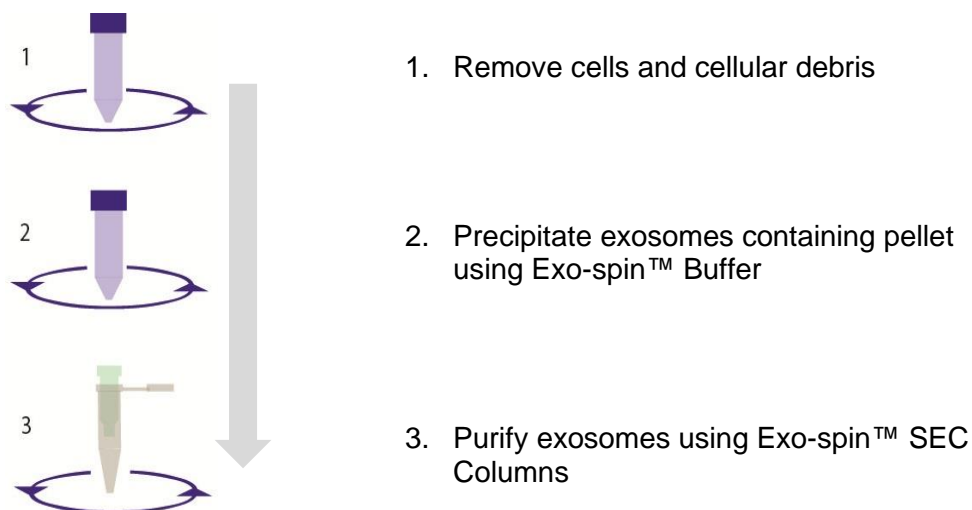 1
1. Remove cells and cellular debris
2
2. Precipitate exosomes containing pellet
using Exo-spin™ Buffer
3
3. Purify exosomes using Exo-spin™ SEC
Columns